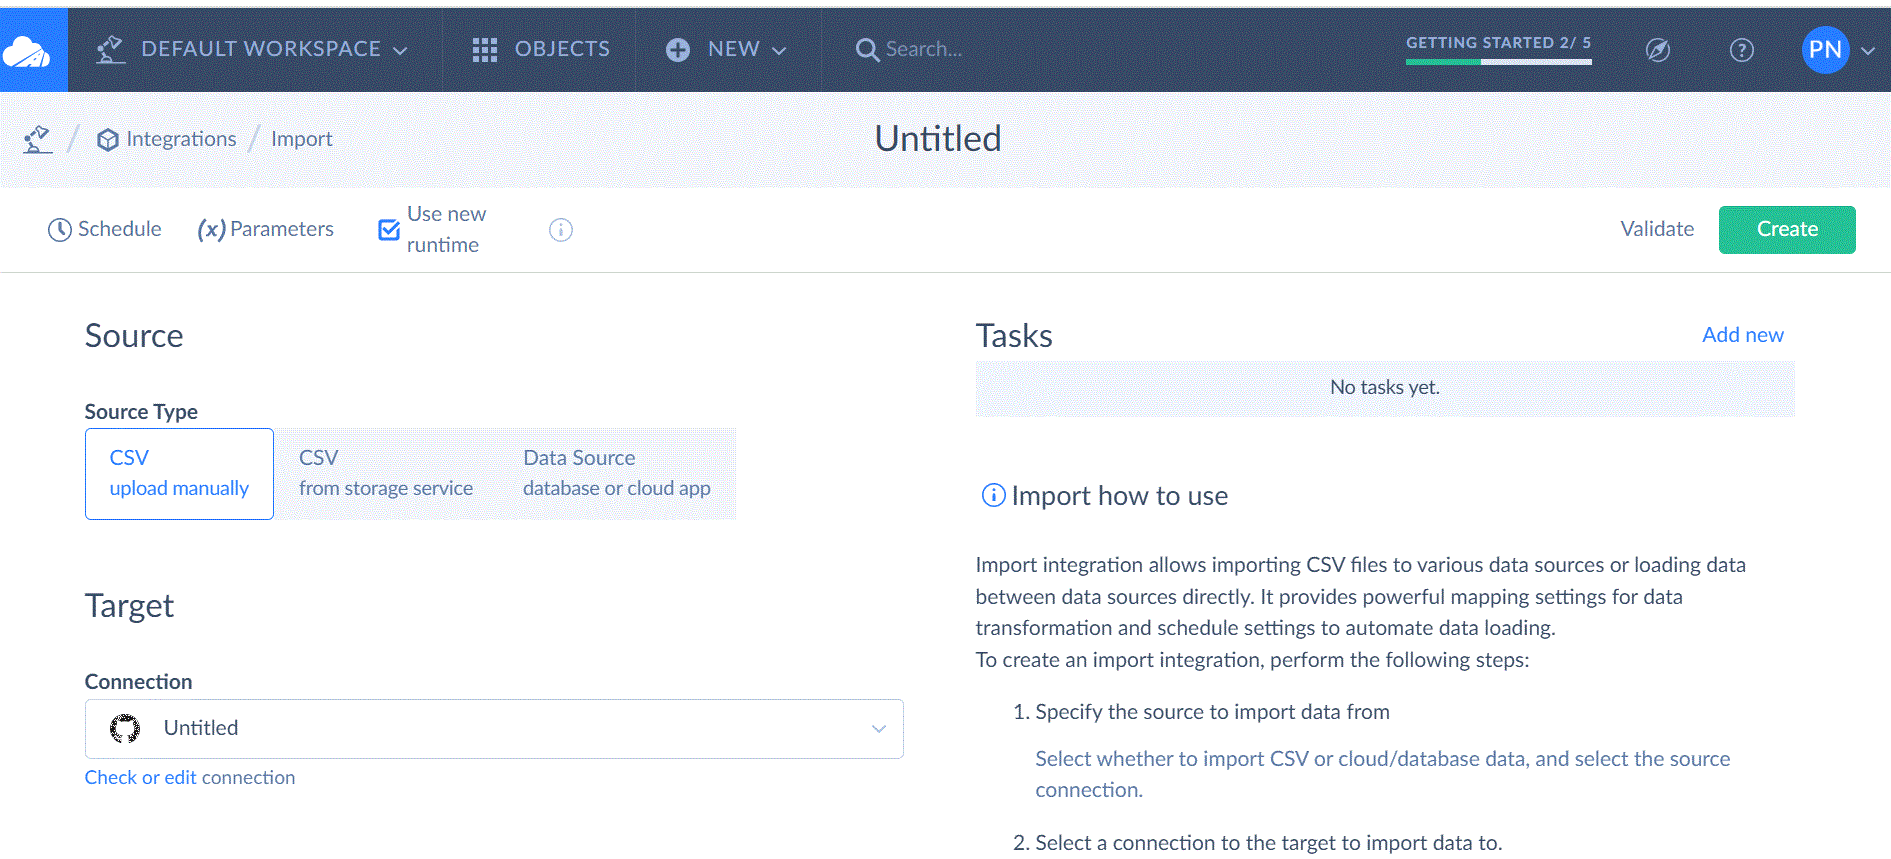 DEFAULT WORKSPACE
OBJECTS
NEW
Search...
GETTING STARTED 2/ 5
?
PN
/ Integrations / Import
Untitled
Schedule
(x) Parameters
Use new
runtime
Validate
Create
Source
Source Type
CSV
upload manually
CSV
from storage service
Data Source
database or cloud app
Target
Connection
Untitled
Check or edit connection
Tasks
Add new
No tasks yet.
Import how to use
Import integration allows importing CSV files to various data sources or loading data
between data sources directly. It provides powerful mapping settings for data
transformation and schedule settings to automate data loading.
To create an import integration, perform the following steps:
1. Specify the source to import data from
Select whether to import CSV or cloud/database data, and select the source
connection.
2. Select a connection to the target to import data to.